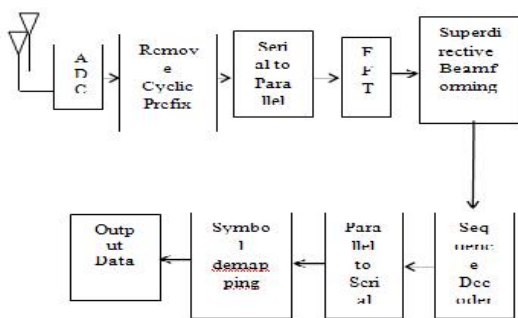 A
D
C
Remov
e
Cyclic
Prefix
Seri
al to
Para
llel
F
F
T
Superdi
rective
Beamf
orming
Outp
ut
Data
Symbo
l
demap
ping
Para
llel
to
Seri
al
Seq
uenc
e
Dec
oder